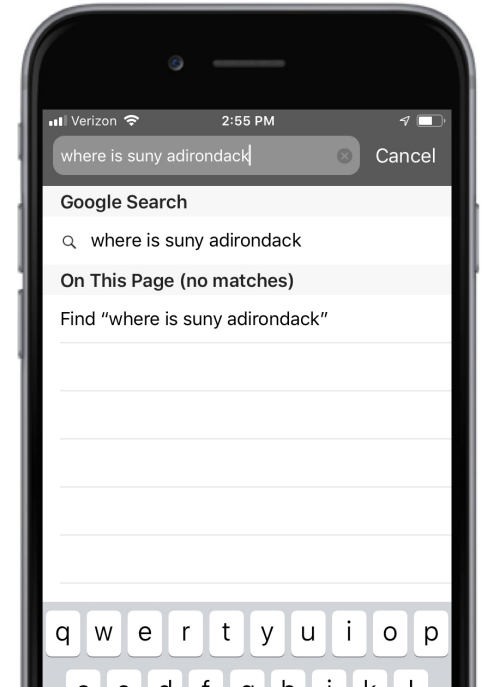 Verizon 2:55 PM
where is suny adirondack Cancel
Google Search
where is suny adirondack
On This Page (no matches)
Find “where is suny adirondack”
q w e r t y u i o p